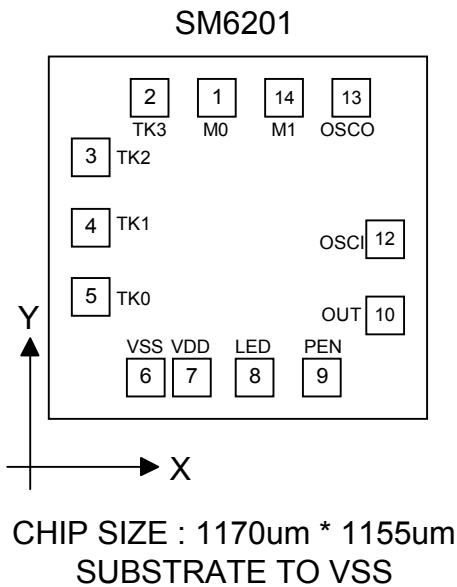 SM6201
2 1 14 13
TK3 M0 M1 OSCO
3 TK2
4 TK1
OSCI 12
5 TK0
OUT 10
Y
VSS VDD LED PEN
6 7 8 9
X
CHIP SIZE : 1170um * 1155um
SUBSTRATE TO VSS